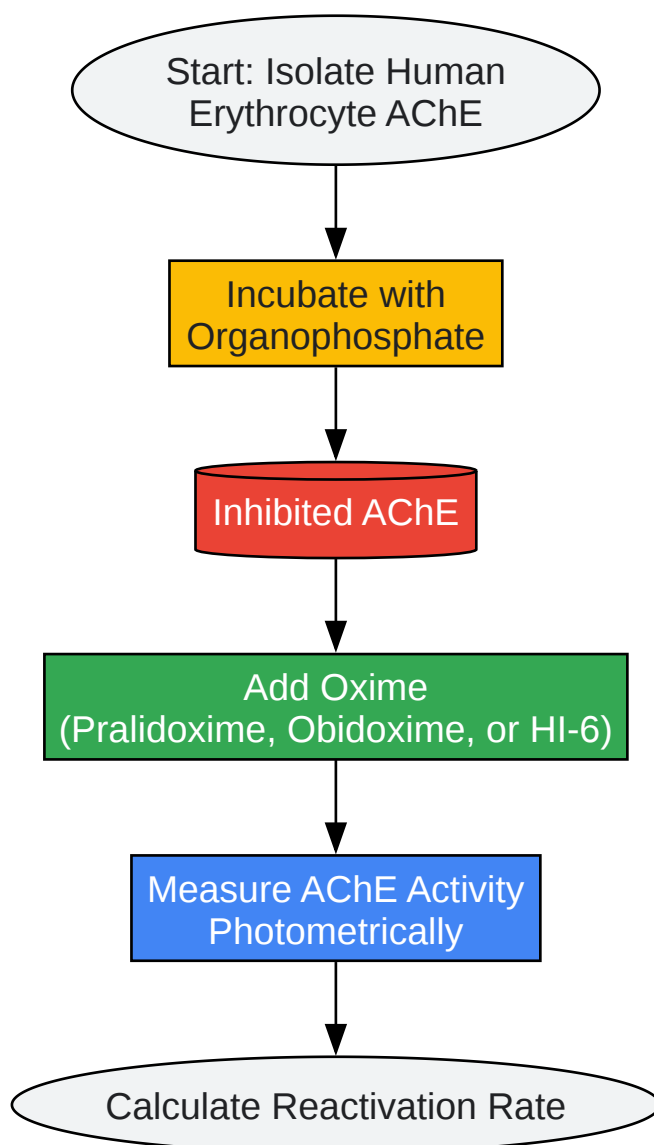 Start: Isolate Human
Erythrocyte AChE
Incubate with
Organophosphate
Inhibited AChE
Add Oxime
(Pralidoxime, Obidoxime, or HI-6)
Measure AChE Activity
Photometrically
Calculate Reactivation Rate